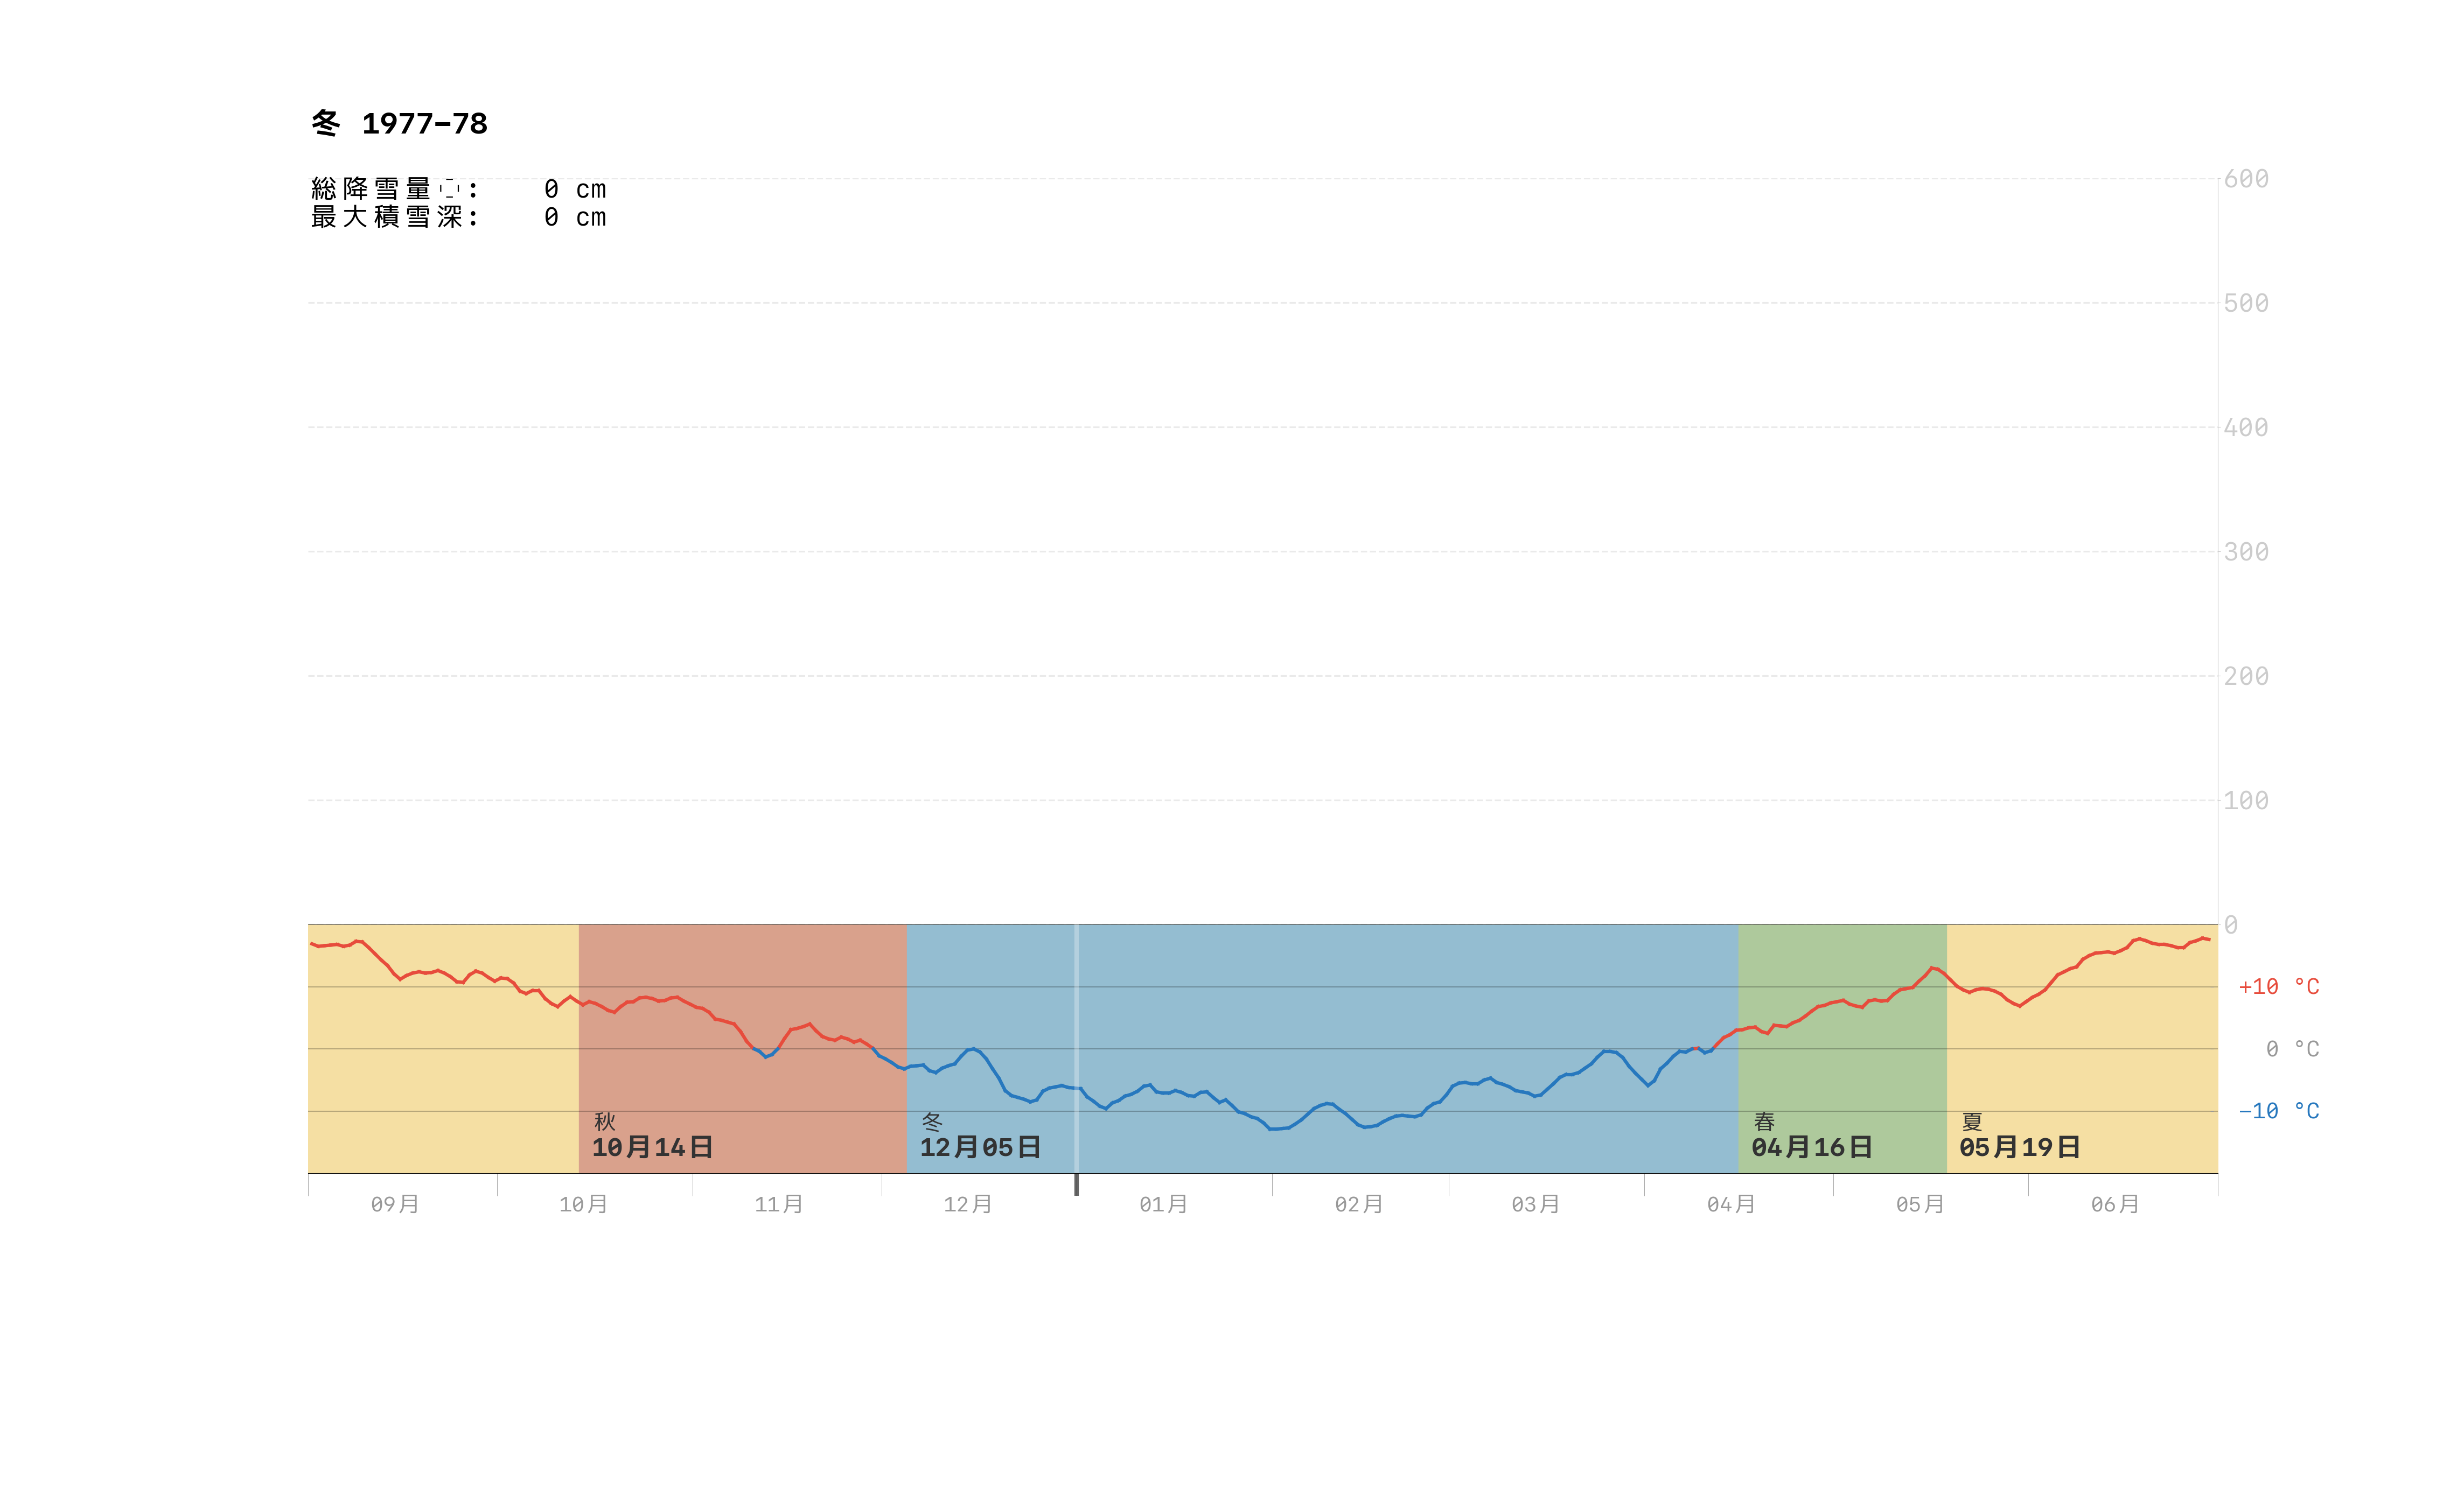 冬 1977–78
総降雪量◌: 0 cm
最大積雪深: 0 cm
600
500
400
300
200
100
0
+10 °C
0 °C
−10 °C
秋
10月14日
冬
12月05日
春
04月16日
夏
05月19日
09月 10月 11月 12月 01月 02月 03月 04月 05月 06月